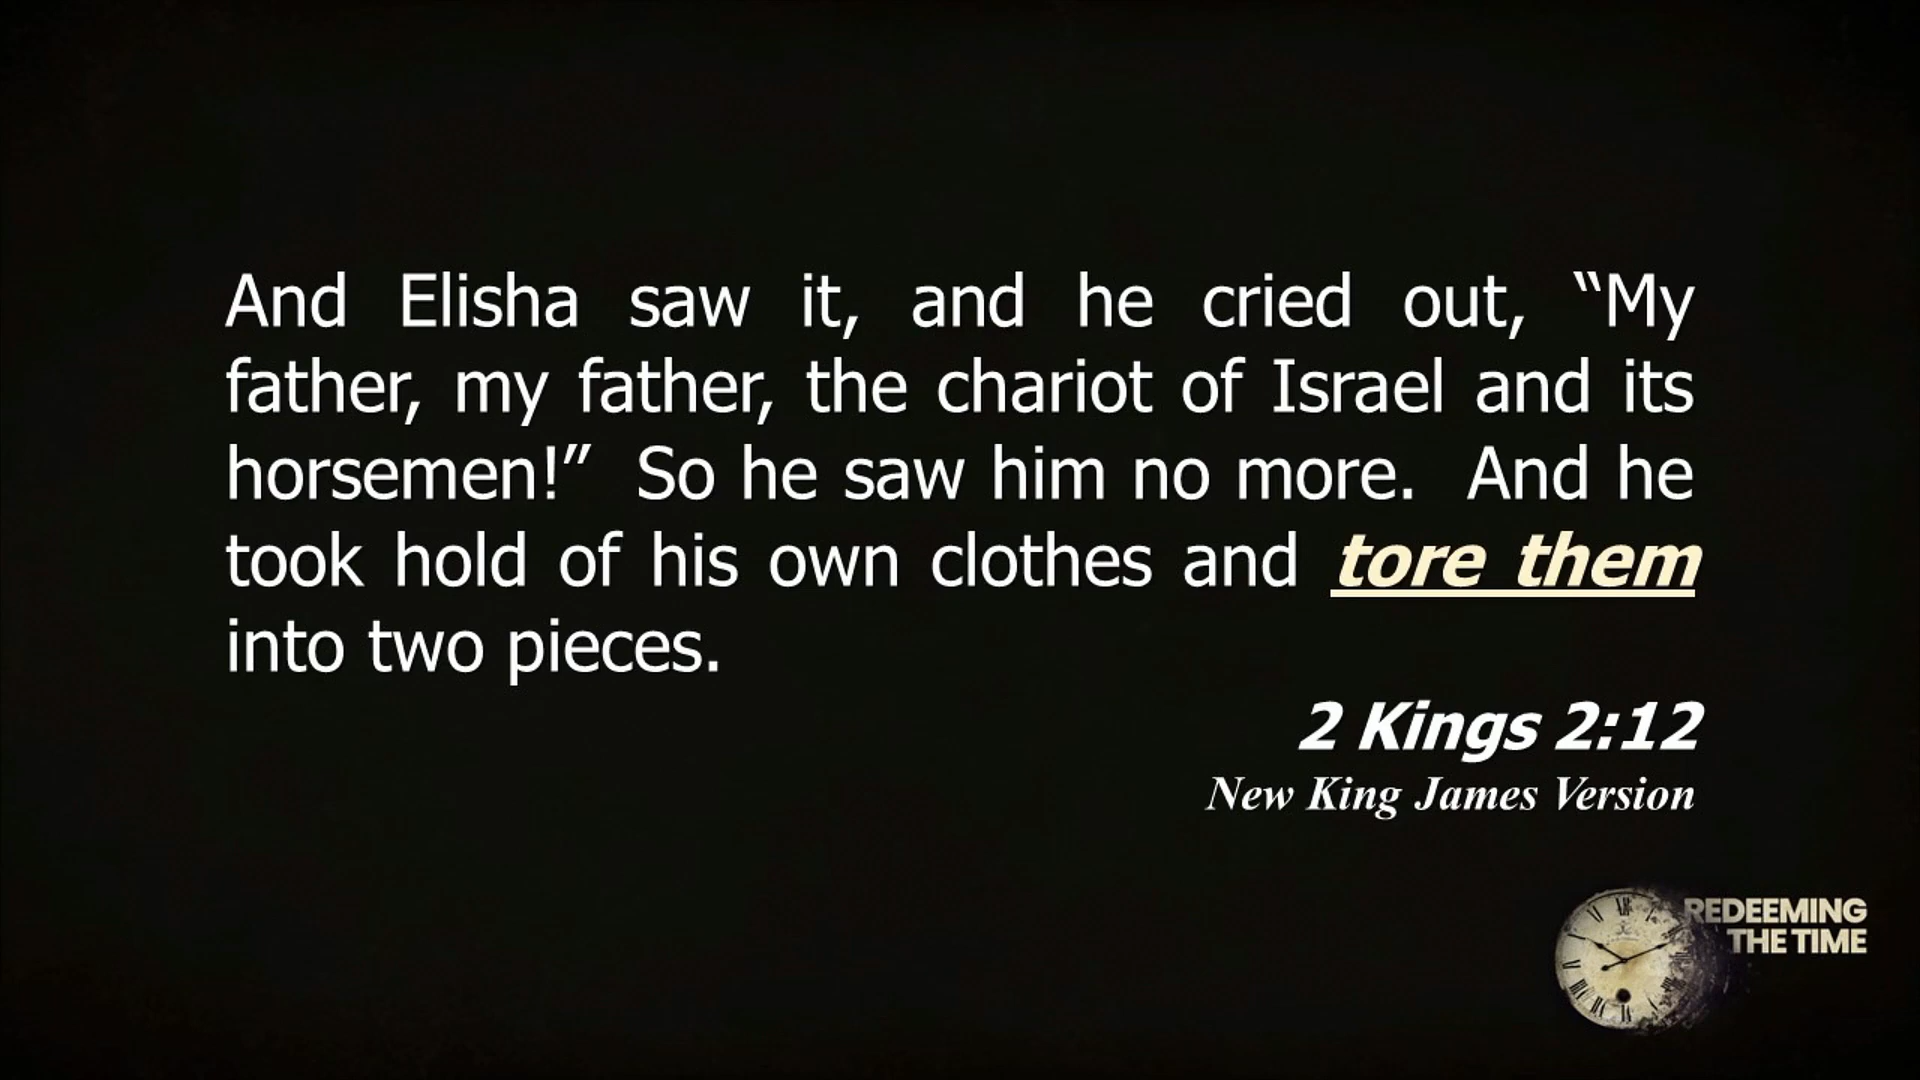 And Elisha saw it, and he cried out, “My
father, my father, the chariot of Israel and its
horsemen!” So he saw him no more. And he
took hold of his own clothes and tore them
into two pieces.
2 Kings 2:12
New King James Version
REDEEMING
THE TIME